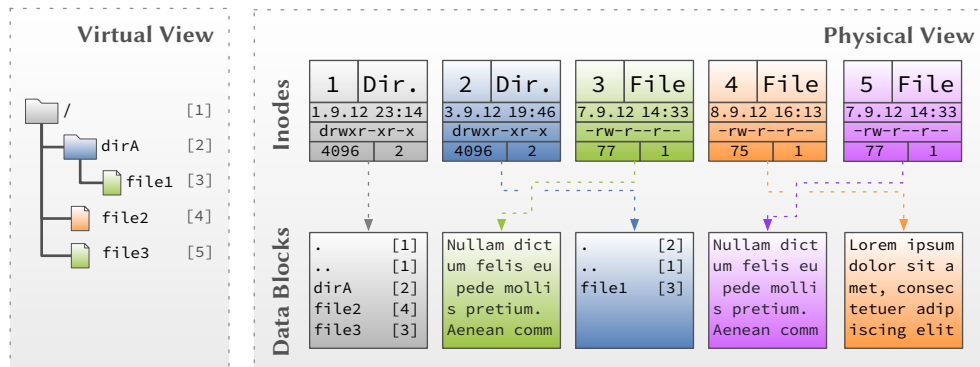 Virtual View
/ [1]
dirA [2]
file1 [3]
file2 [4]
file3 [5]
Physical View
Inodes
1 Dir.
1.9.12 23:14
drwxr-xr-x
4096 2
2 Dir.
3.9.12 19:46
drwxr-xr-x
4096 2
3 File
7.9.12 14:33
-rw-r--r--
77 1
4 File
8.9.12 16:13
-rw-r--r--
75 1
5 File
7.9.12 14:33
-rw-r--r--
77 1
Data Blocks
. [1]
.. [1]
dirA [2]
file2 [4]
file3 [3]
Nullam dict
um felis eu
pede molli
s pretium.
Aenean comm
. [2]
.. [1]
file1 [3]
Nullam dict
um felis eu
pede molli
s pretium.
Aenean comm
Lorem ipsum
dolor sit a
met, consec
tetuer adip
iscing elit